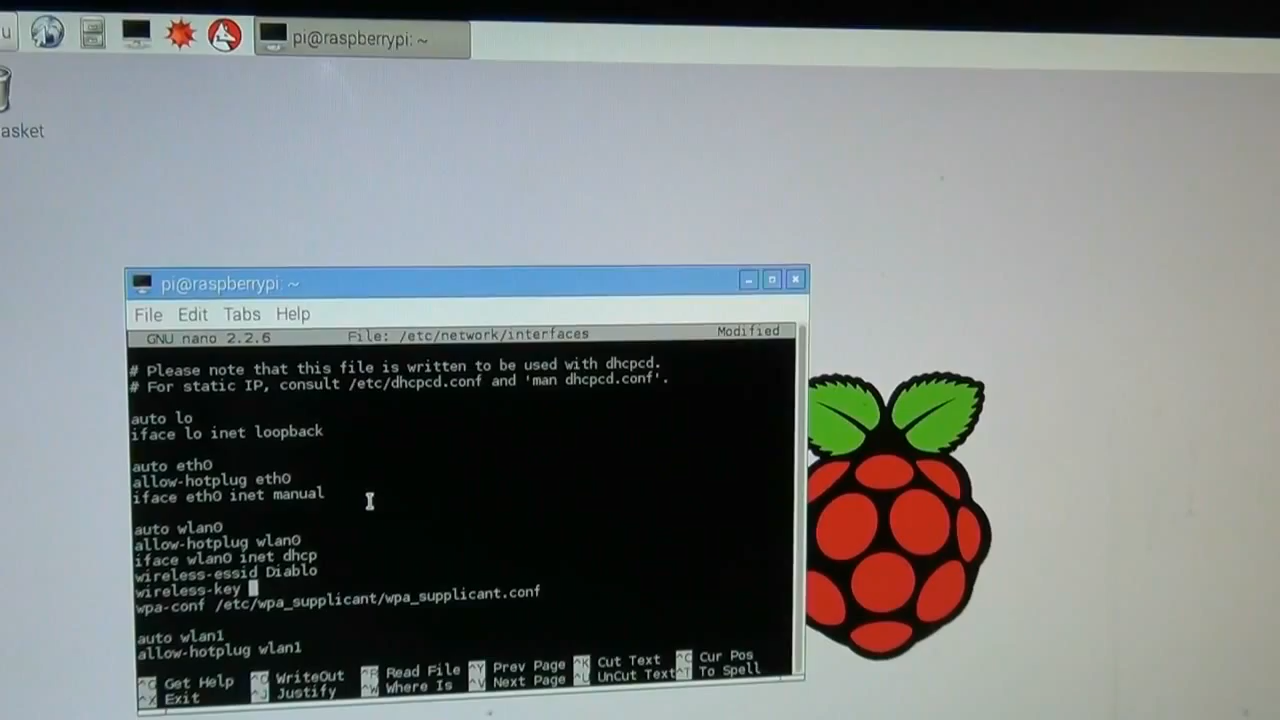 u
pi@raspberrypi: ~
asket
pi@raspberrypi: ~
File Edit Tabs Help
GNU nano 2.2.6 File: /etc/network/interfaces Modified
# Please note that this file is written to be used with dhcpcd.
# For static IP, consult /etc/dhcpcd.conf and 'man dhcpcd.conf'.
auto lo
iface lo inet loopback
auto eth0
allow-hotplug eth0
iface eth0 inet manual
auto wlan0
allow-hotplug wlan0
iface wlan0 inet dhcp
wireless-essid Diablo
wireless-key
wpa-conf /etc/wpa_supplicant/wpa_supplicant.conf
auto wlan1
allow-hotplug wlan1
^G Get Help ^O WriteOut ^R Read File ^Y Prev Page ^K Cut Text ^C Cur Pos
^X Exit ^J Justify ^W Where Is ^V Next Page ^U UnCut Text ^T To Spell